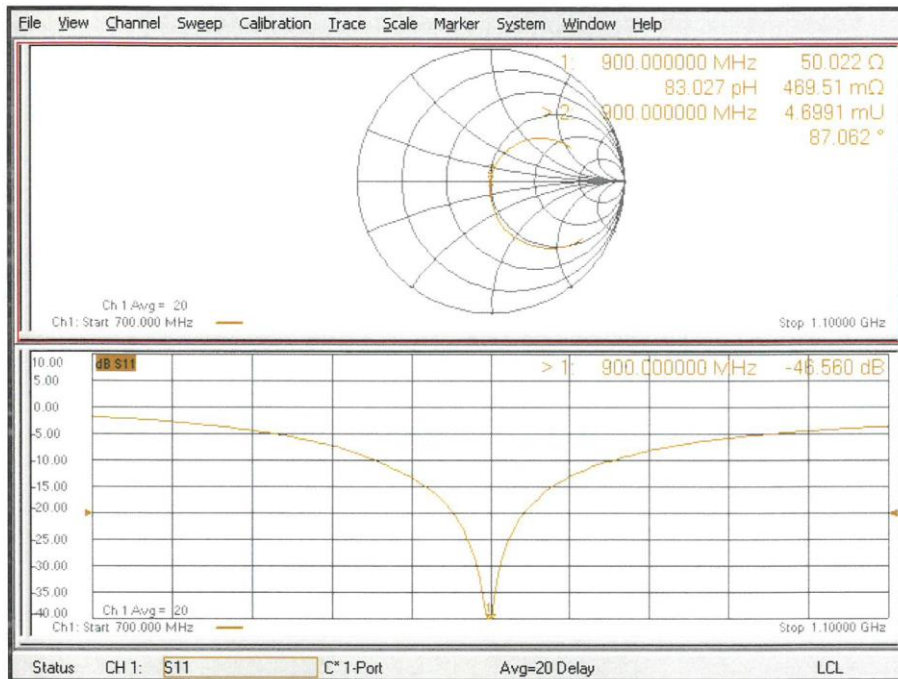 File View Channel Sweep Calibration Trace Scale Marker System Window Help
1: 900.000000 MHz 50.022 Ω
83.027 pH 469.51 mΩ
> 2: 900.000000 MHz 4.6991 mU
87.062 °
Ch 1 Avg = 20
Ch1: Start 700.000 MHz
Stop 1.10000 GHz
10.00
dB S11
> 1: 900.000000 MHz -46.560 dB
5.00
0.00
-5.00
-10.00
-15.00
-20.00
-25.00
-30.00
-35.00
-40.00
Ch 1 Avg = 20
Ch1: Start 700.000 MHz
Stop 1.10000 GHz
Status CH 1: S11 C* 1-Port Avg=20 Delay LCL